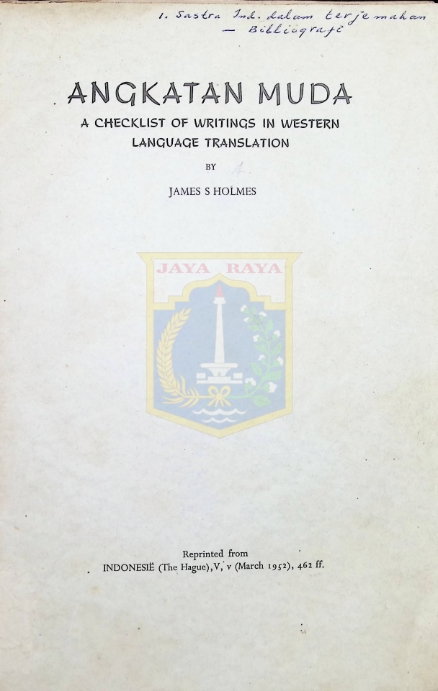 1. Sastra Ind. dalam terjemahan
— Bibliografi
ANGKATAN MUDA
A CHECKLIST OF WRITINGS IN WESTERN
LANGUAGE TRANSLATION
BY
JAMES S HOLMES
JAYA RAYA
Reprinted from
INDONESIË (The Hague),V, v (March 1952), 462 ff.